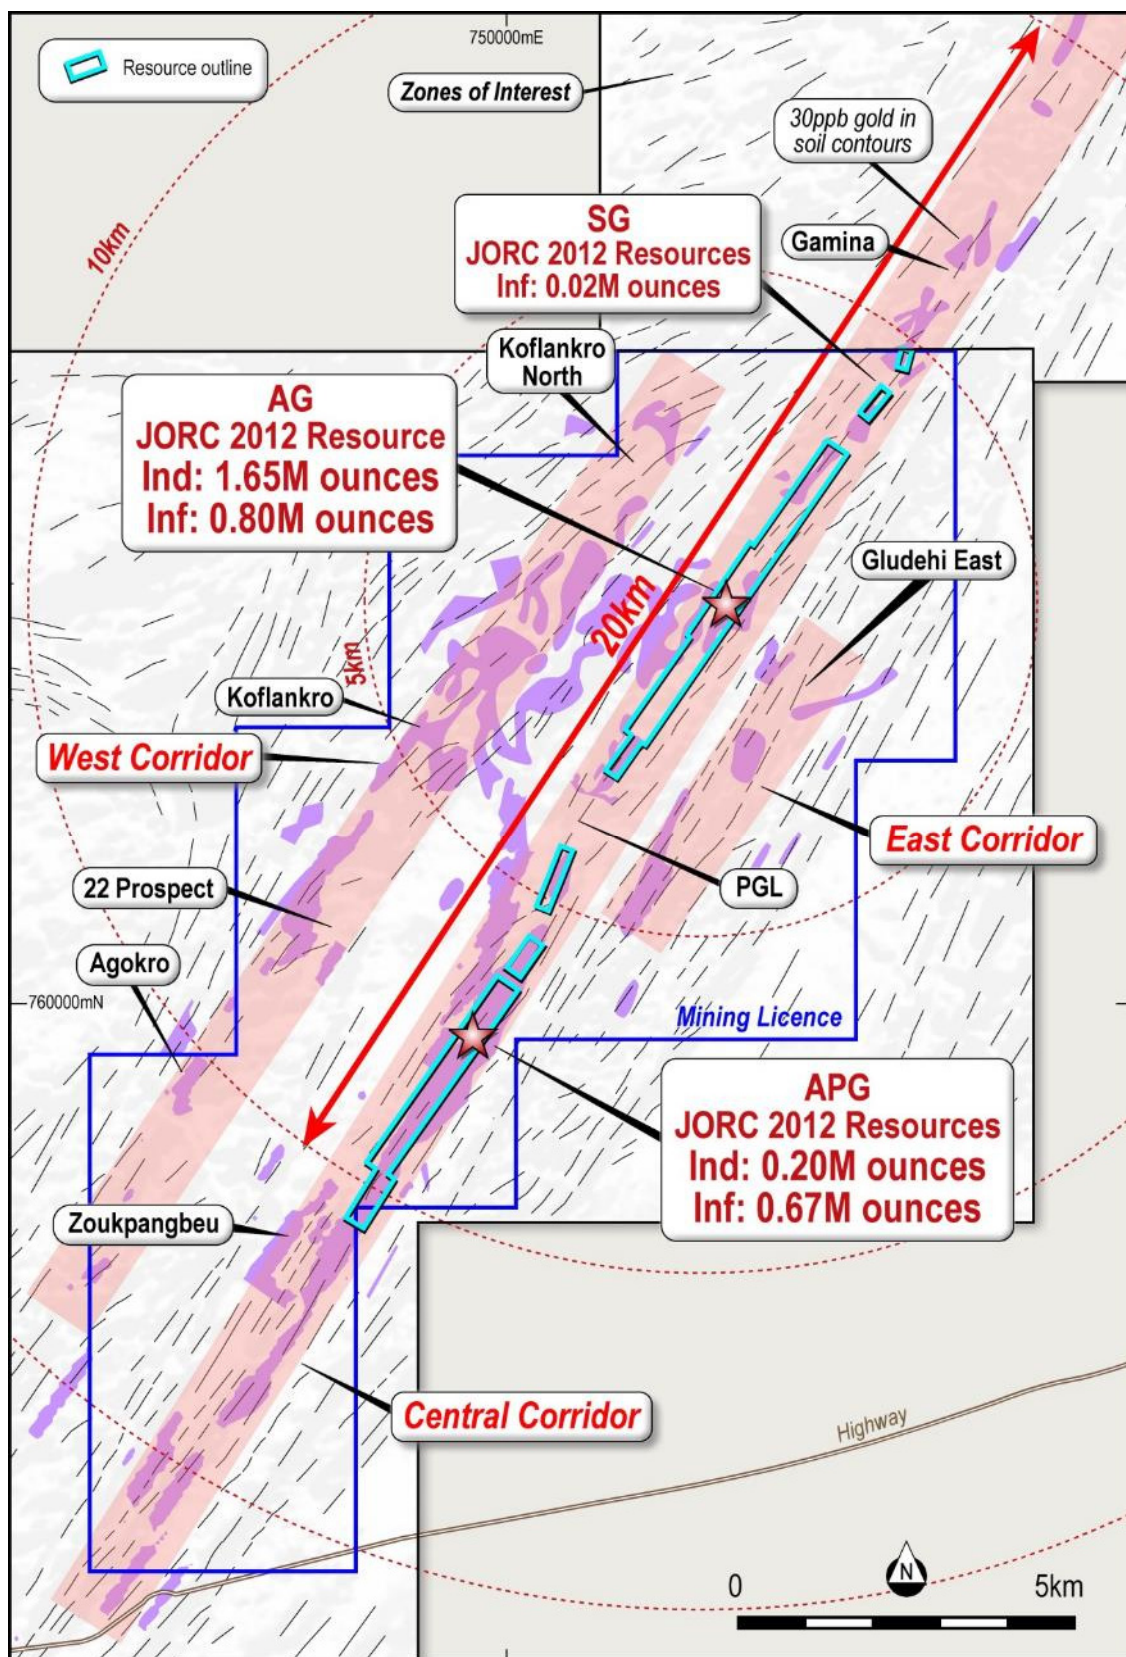 750000mE
Resource outline
Zones of Interest
30ppb gold in
soil contours
10km
SG
JORC 2012 Resources
Inf: 0.02M ounces
Gamina
Koflankro
North
AG
JORC 2012 Resource
Ind: 1.65M ounces
Inf: 0.80M ounces
Gludehi East
20km
5km
Koflankro
West Corridor
East Corridor
22 Prospect
PGL
Agokro
760000mN
Mining Licence
APG
JORC 2012 Resources
Ind: 0.20M ounces
Inf: 0.67M ounces
Zoukpangbeu
Central Corridor
Highway
N
0
5km